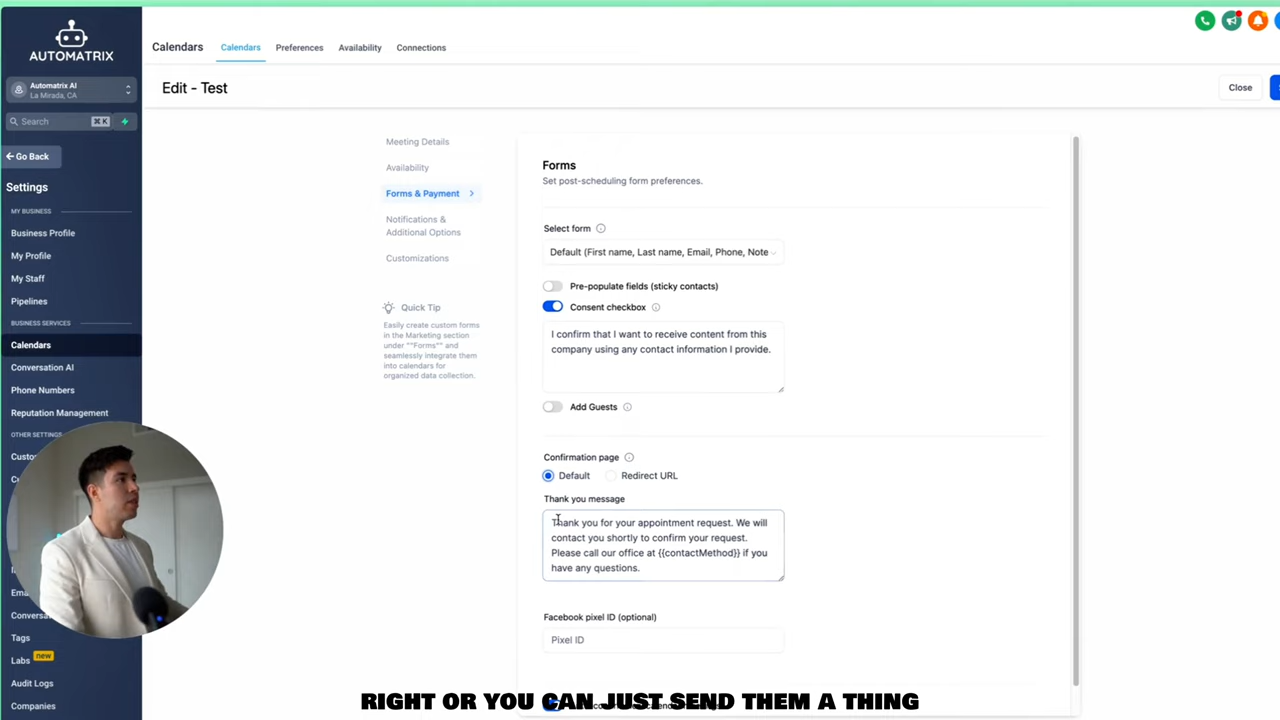 AUTOMATRIX
Automatrix AI
La Mirada, CA
Search
⌘ K
Go Back
Settings
MY BUSINESS
Business Profile
My Profile
My Staff
Pipelines
BUSINESS SERVICES
Calendars
Conversation AI
Phone Numbers
Reputation Management
OTHER SETTINGS
Custo
Ema
Conversa
Tags
Labs new
Audit Logs
Companies
Calendars
Calendars
Preferences
Availability
Connections
Edit - Test
Close
Meeting Details
Availability
Forms & Payment
Notifications &
Additional Options
Customizations
Quick Tip
Easily create custom forms
in the Marketing section
under ""Forms"" and
seamlessly integrate them
into calendars for
organized data collection.
Forms
Set post-scheduling form preferences.
Select form
Default (First name, Last name, Email, Phone, Note
Pre-populate fields (sticky contacts)
Consent checkbox
I confirm that I want to receive content from this
company using any contact information I provide.
Add Guests
Confirmation page
Default
Redirect URL
Thank you message
Thank you for your appointment request. We will
contact you shortly to confirm your request.
Please call our office at {{contactMethod}} if you
have any questions.
Facebook pixel ID (optional)
Pixel ID
RIGHT OR YOU CAN JUST SEND THEM A THING